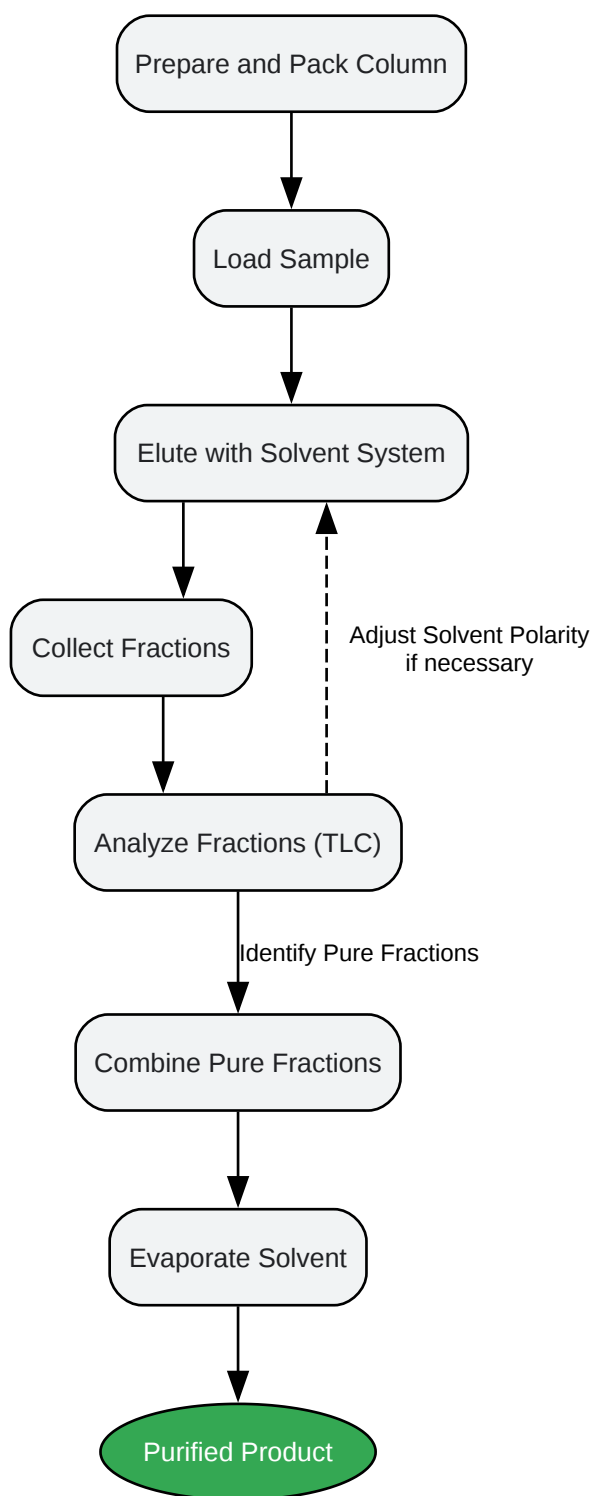 Prepare and Pack Column
Load Sample
Elute with Solvent System
Collect Fractions
Adjust Solvent Polarity
if necessary
Analyze Fractions (TLC)
Identify Pure Fractions
Combine Pure Fractions
Evaporate Solvent
Purified Product